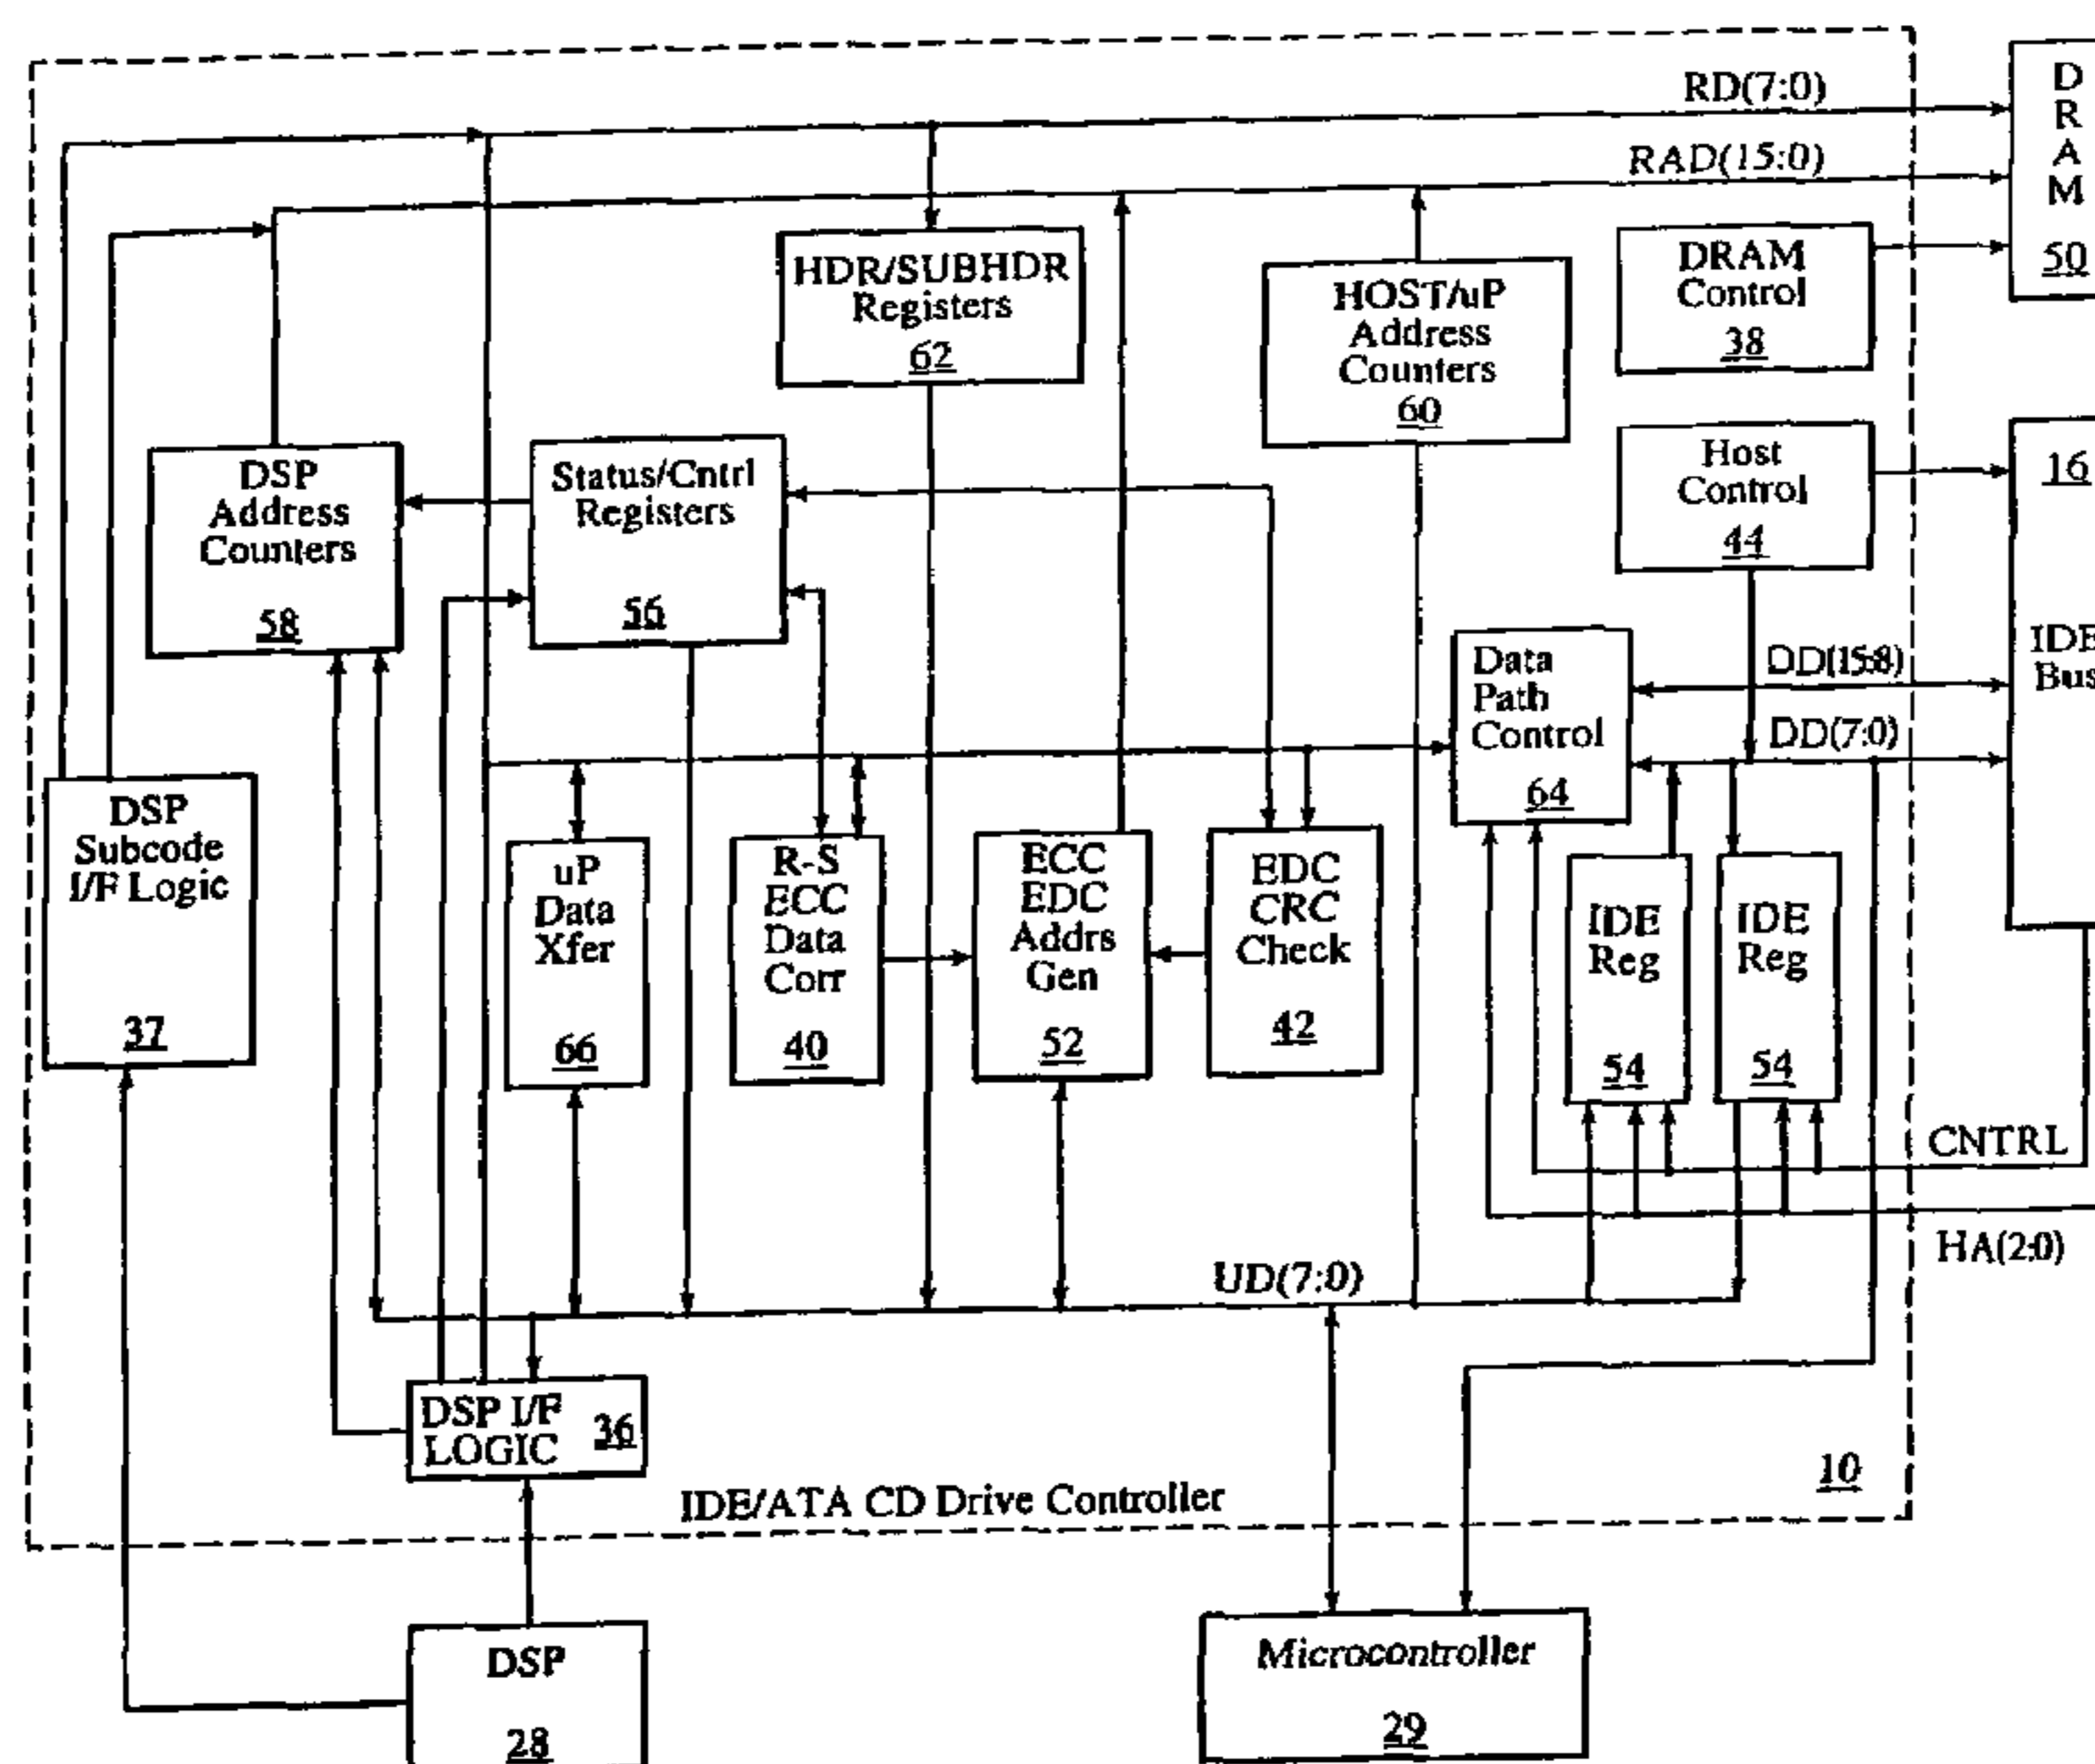 RD(7:0)
RAD(15:0)
D
R
A
M
50
HDR/SUBHDR
Registers
62
HOST/uP
Address
Counters
60
DRAM
Control
38
Host
Control
44
16
IDE
Bus
DSP
Address
Counters
58
Status/Cntrl
Registers
56
Data
Path
Control
64
DD(15:8)
DD(7:0)
DSP
Subcode
I/F Logic
37
uP
Data
Xfer
66
R-S
ECC
Data
Corr
40
ECC
EDC
Addrs
Gen
52
EDC
CRC
Check
42
IDE
Reg
54
IDE
Reg
54
CNTRL
HA(2:0)
UD(7:0)
DSP I/F
LOGIC
36
IDE/ATA CD Drive Controller
10
DSP
28
Microcontroller
29